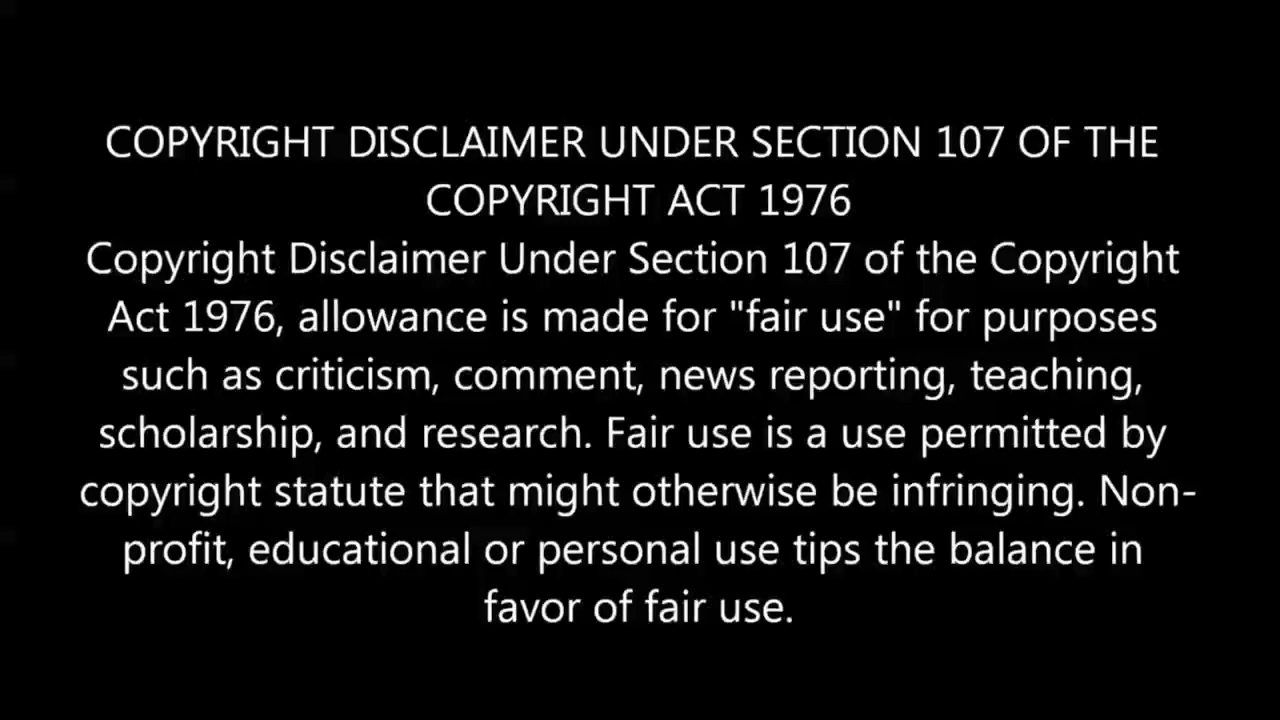 COPYRIGHT DISCLAIMER UNDER SECTION 107 OF THE
COPYRIGHT ACT 1976
Copyright Disclaimer Under Section 107 of the Copyright
Act 1976, allowance is made for "fair use" for purposes
such as criticism, comment, news reporting, teaching,
scholarship, and research. Fair use is a use permitted by
copyright statute that might otherwise be infringing. Non-
profit, educational or personal use tips the balance in
favor of fair use.